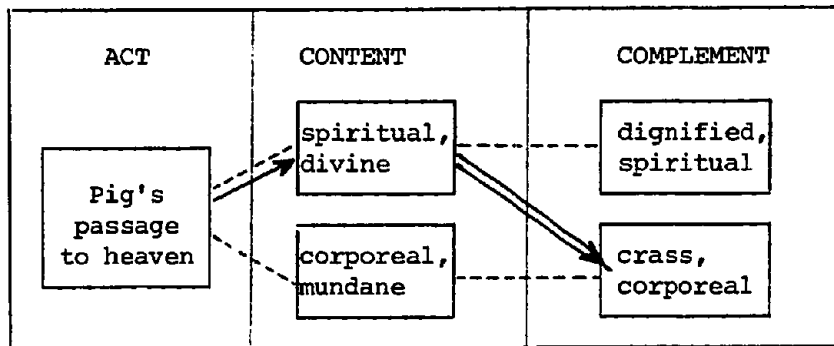 ACT
CONTENT
COMPLEMENT
Pig's
passage
to heaven
spiritual,
divine
corporeal,
mundane
dignified,
spiritual
crass,
corporeal